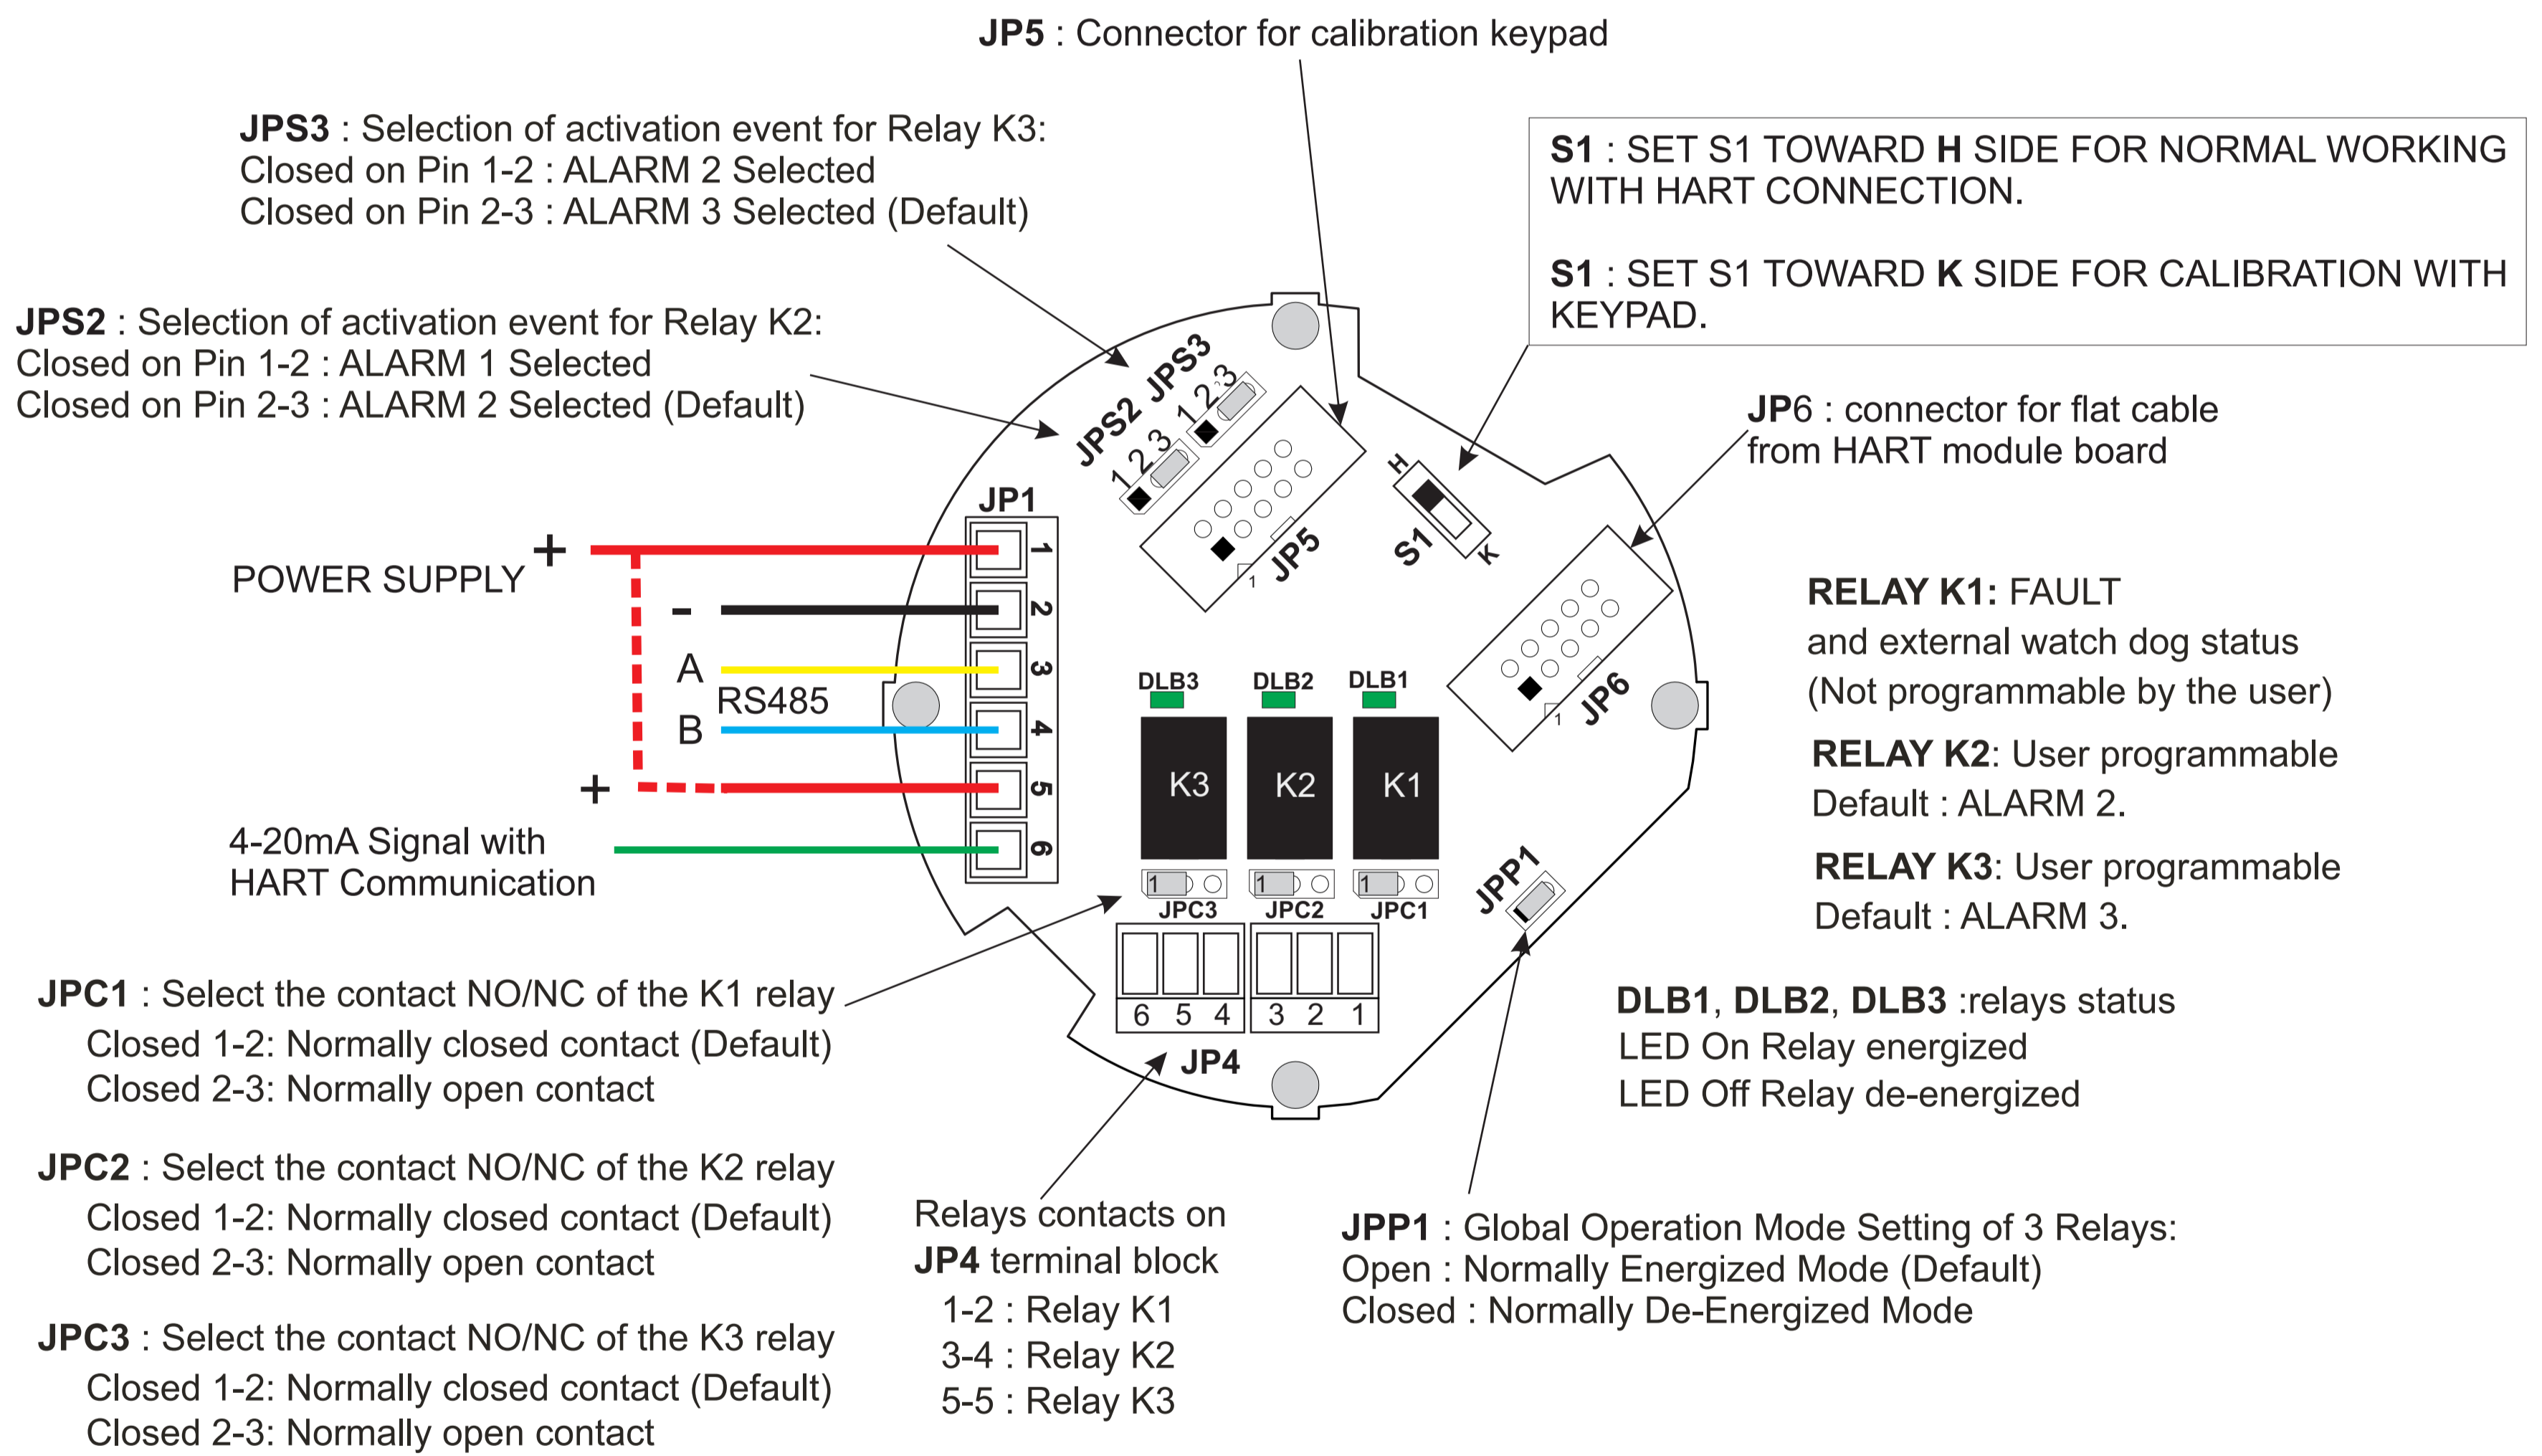 JP5 : Connector for calibration keypad
JPS3 : Selection of activation event for Relay K3:
Closed on Pin 1-2 : ALARM 2 Selected
Closed on Pin 2-3 : ALARM 3 Selected (Default)
S1 : SET S1 TOWARD H SIDE FOR NORMAL WORKING
WITH HART CONNECTION.
S1 : SET S1 TOWARD K SIDE FOR CALIBRATION WITH
KEYPAD.
JPS2 : Selection of activation event for Relay K2:
Closed on Pin 1-2 : ALARM 1 Selected
Closed on Pin 2-3 : ALARM 2 Selected (Default)
JP6 : connector for flat cable
from HART module board
JPS3
1 2 3
JPS2
1 2 3
JP5
1
H
S1
K
JP6
1
JP1
1
2
3
4
5
6
+
POWER SUPPLY
-
A
RS485
B
+
4-20mA Signal with
HART Communication
DLB3 DLB2 DLB1
K3 K2 K1
1 1 1
JPC3 JPC2 JPC1
6 5 4 3 2 1
JP4
JPP1
RELAY K1: FAULT
and external watch dog status
(Not programmable by the user)
RELAY K2: User programmable
Default : ALARM 2.
RELAY K3: User programmable
Default : ALARM 3.
DLB1, DLB2, DLB3 :relays status
LED On Relay energized
LED Off Relay de-energized
JPC1 : Select the contact NO/NC of the K1 relay
Closed 1-2: Normally closed contact (Default)
Closed 2-3: Normally open contact
JPC2 : Select the contact NO/NC of the K2 relay
Closed 1-2: Normally closed contact (Default)
Closed 2-3: Normally open contact
JPC3 : Select the contact NO/NC of the K3 relay
Closed 1-2: Normally closed contact (Default)
Closed 2-3: Normally open contact
Relays contacts on
JP4 terminal block
1-2 : Relay K1
3-4 : Relay K2
5-5 : Relay K3
JPP1 : Global Operation Mode Setting of 3 Relays:
Open : Normally Energized Mode (Default)
Closed : Normally De-Energized Mode